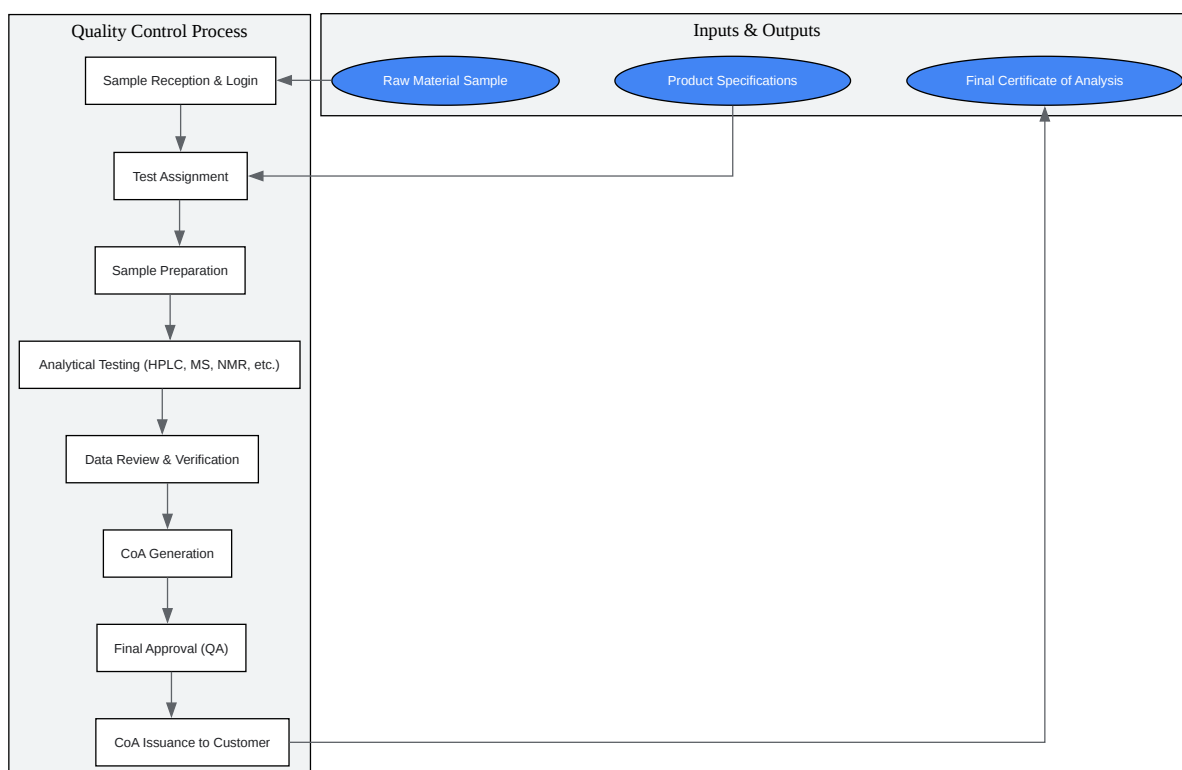 Quality Control Process
Inputs & Outputs
Sample Reception & Login
Raw Material Sample
Product Specifications
Final Certificate of Analysis
Test Assignment
Sample Preparation
Analytical Testing (HPLC, MS, NMR, etc.)
Data Review & Verification
CoA Generation
Final Approval (QA)
CoA Issuance to Customer